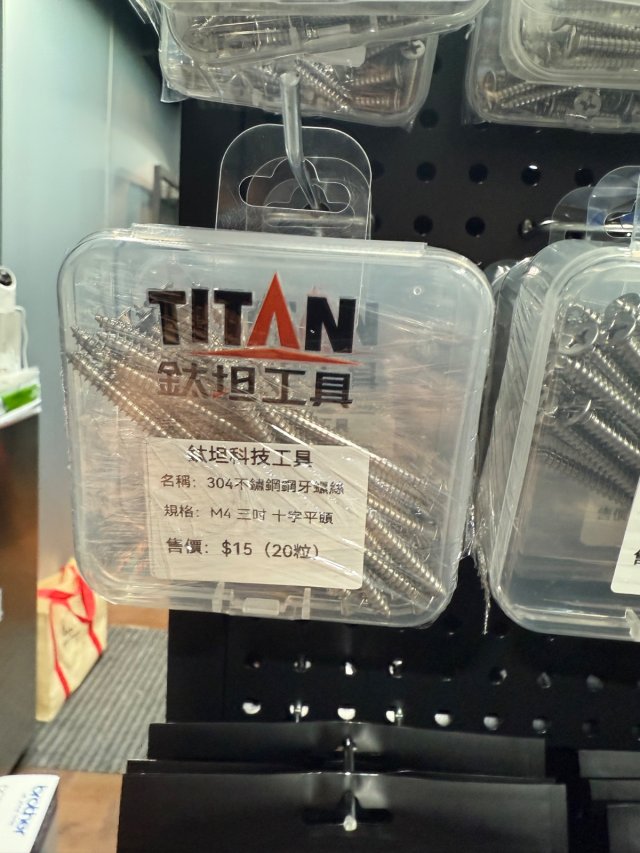 TITAN
鈦坦工具
鈦坦科技工具
名稱：304不鏽鋼鋼牙螺絲
規格：M4 三吋 十字平頭
售價：$15（20粒）
brother